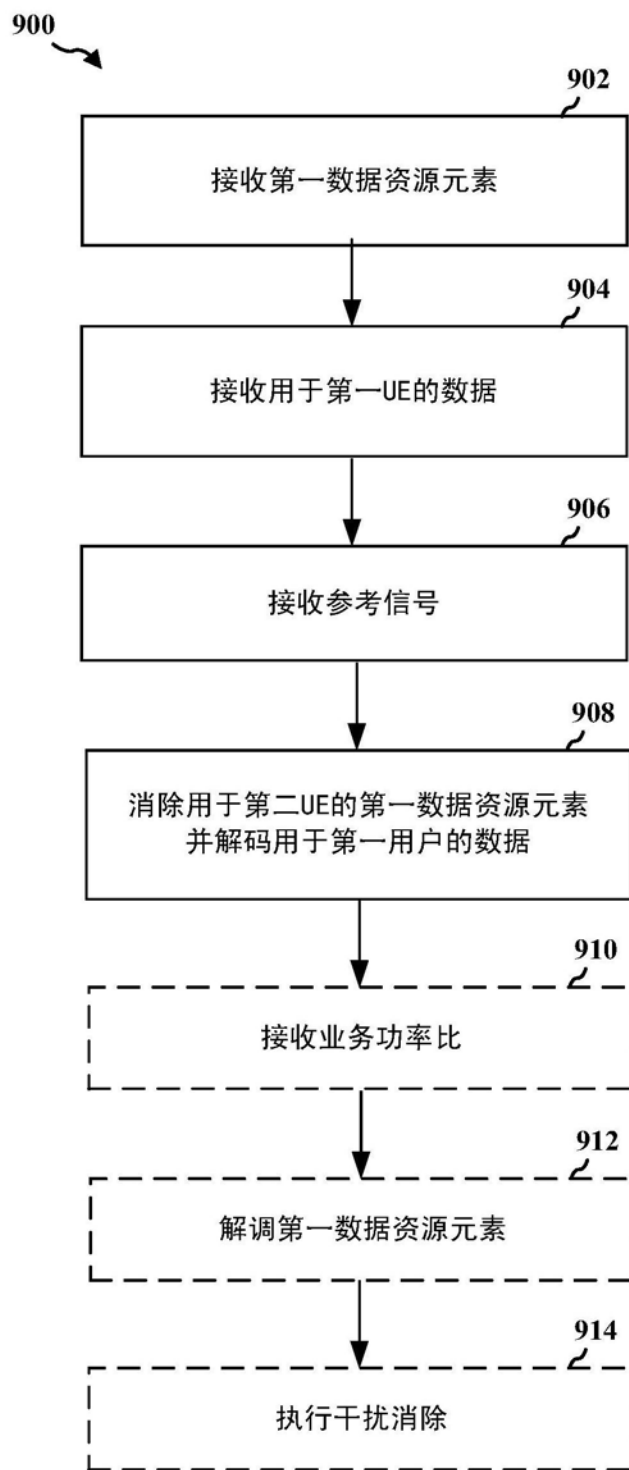 900
902
接收第一数据资源元素
904
接收用于第一UE的数据
906
接收参考信号
908
消除用于第二UE的第一数据资源元素
并解码用于第一用户的数据
910
接收业务功率比
912
解调第一数据资源元素
914
执行干扰消除